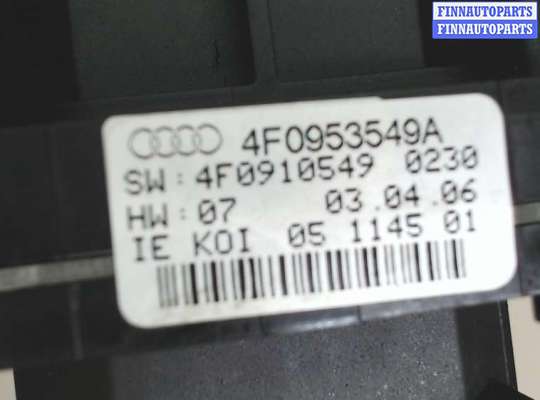 FINNAUTOPARTS
FINNAUTOPARTS
4F0953549A
SW: 4F0910549 0230
HW: 07 03.04.06
IE KOI 05 1145 01